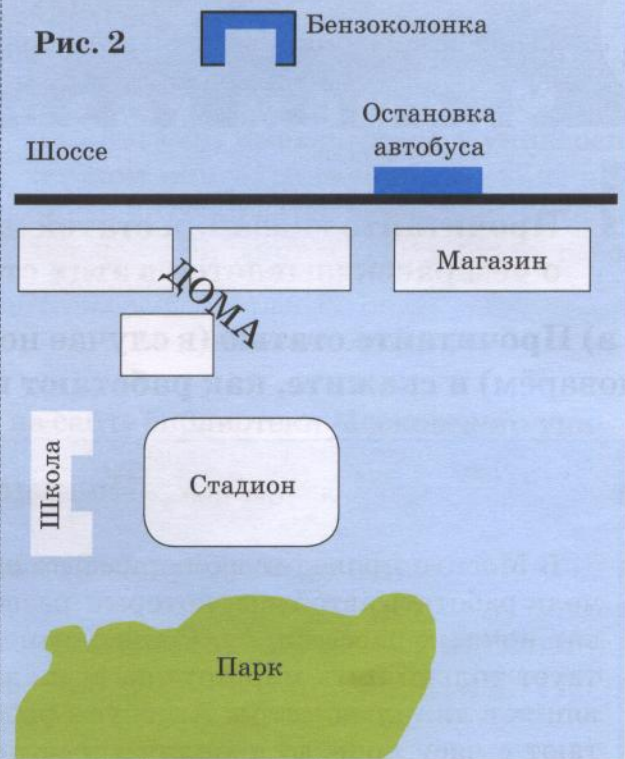 Рис. 2
Бензоколонка
Остановка
автобуса
Шоссе
Магазин
ДОМА
Школа
Стадион
Парк